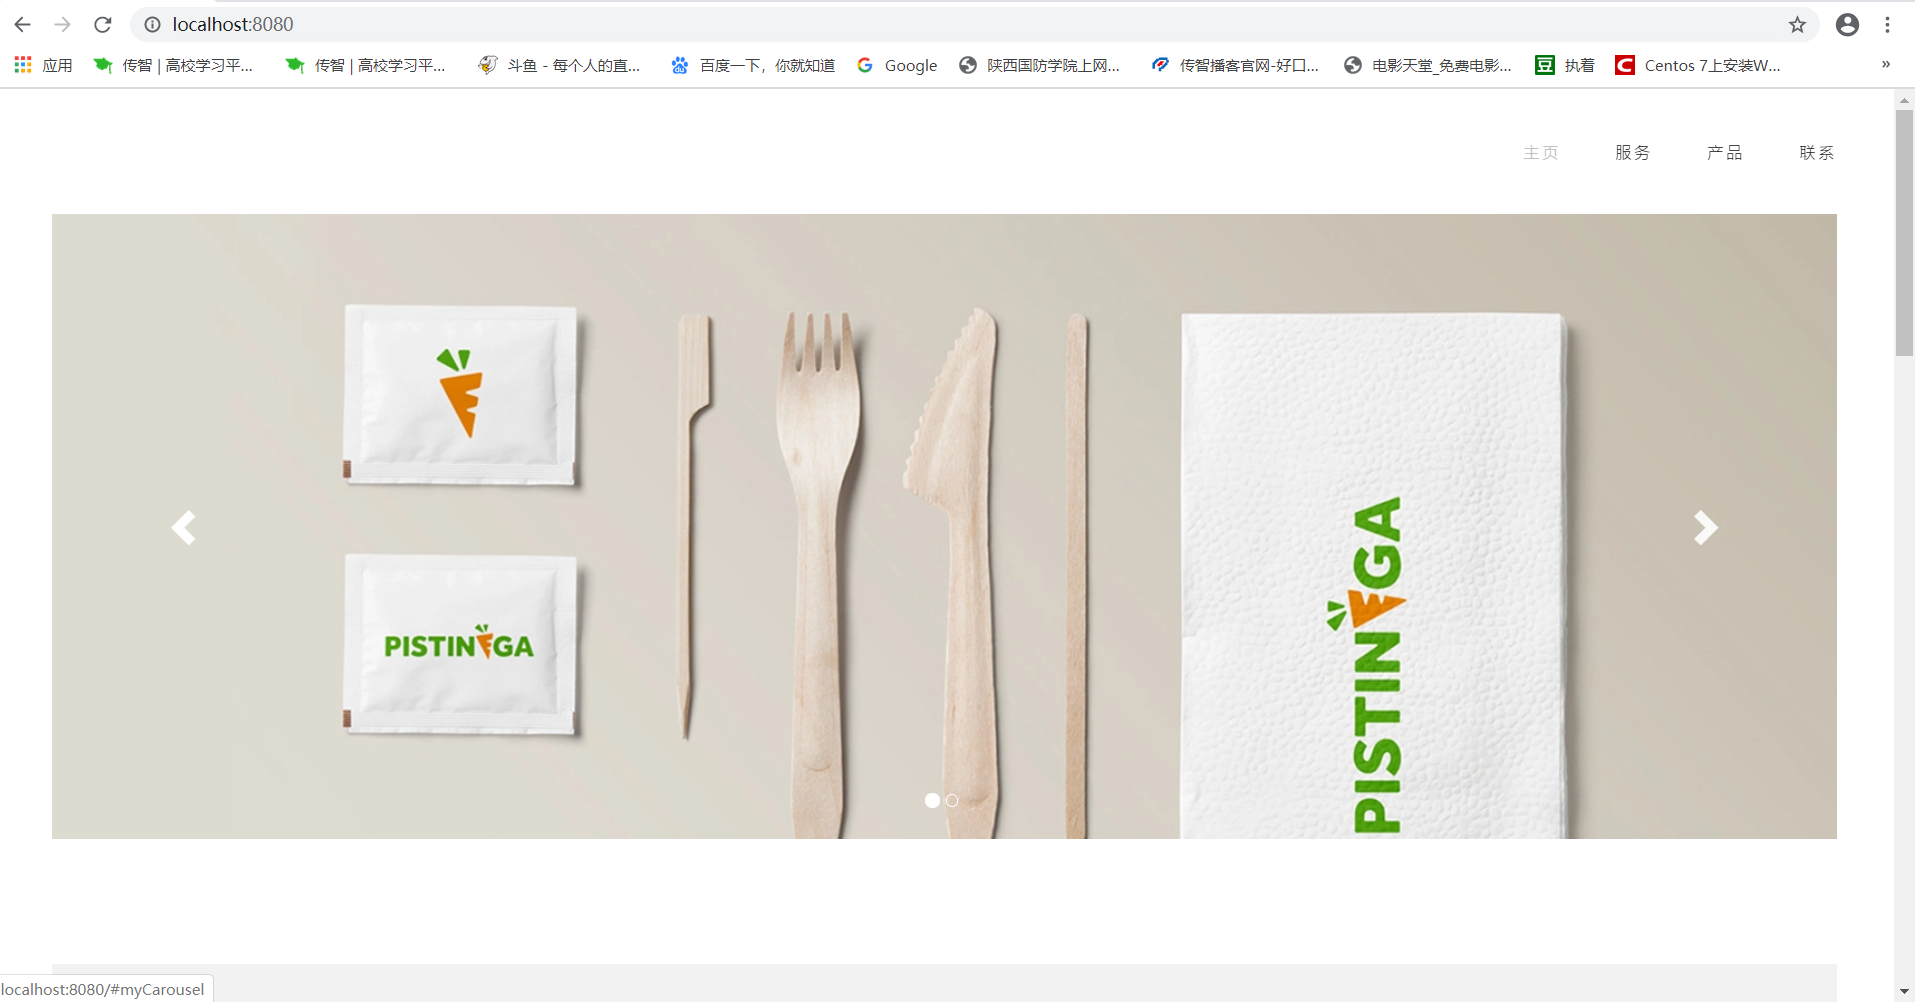 localhost:8080
应用 传智 | 高校学习平... 传智 | 高校学习平... 斗鱼 - 每个人的直... 百度一下，你就知道 Google 陕西国防学院上网... 传智播客官网-好口... 电影天堂_免费电影... 豆 执着 C Centos 7上安装W... »
主页 服务 产品 联系
PISTINEGA
PISTINEGA
localhost:8080/#myCarousel